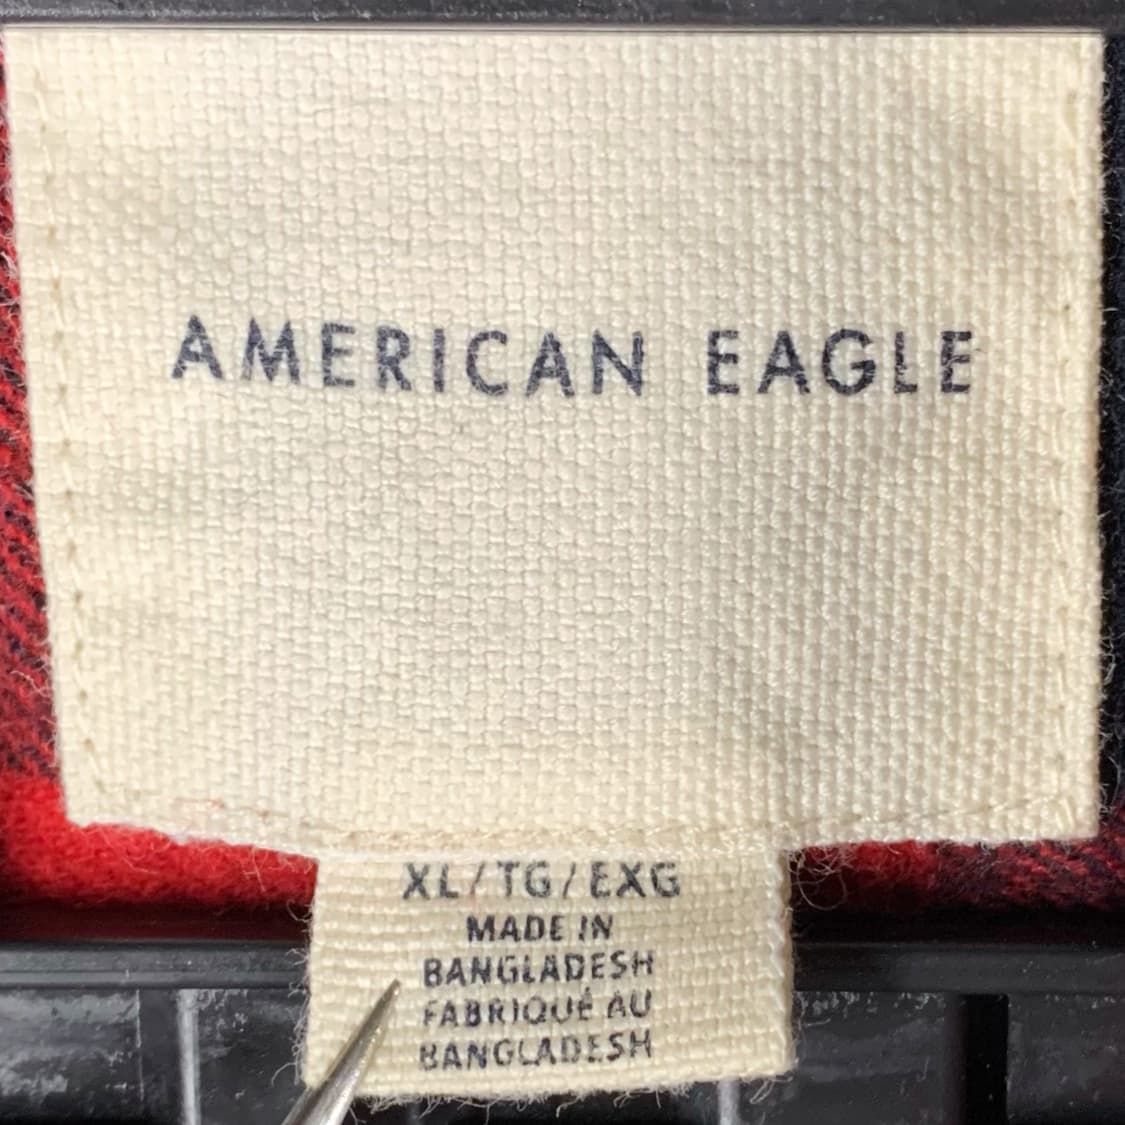 AMERICAN EAGLE
XL/TG/EXG
MADE IN
BANGLADESH
FABRIQUÉ AU
BANGLADESH